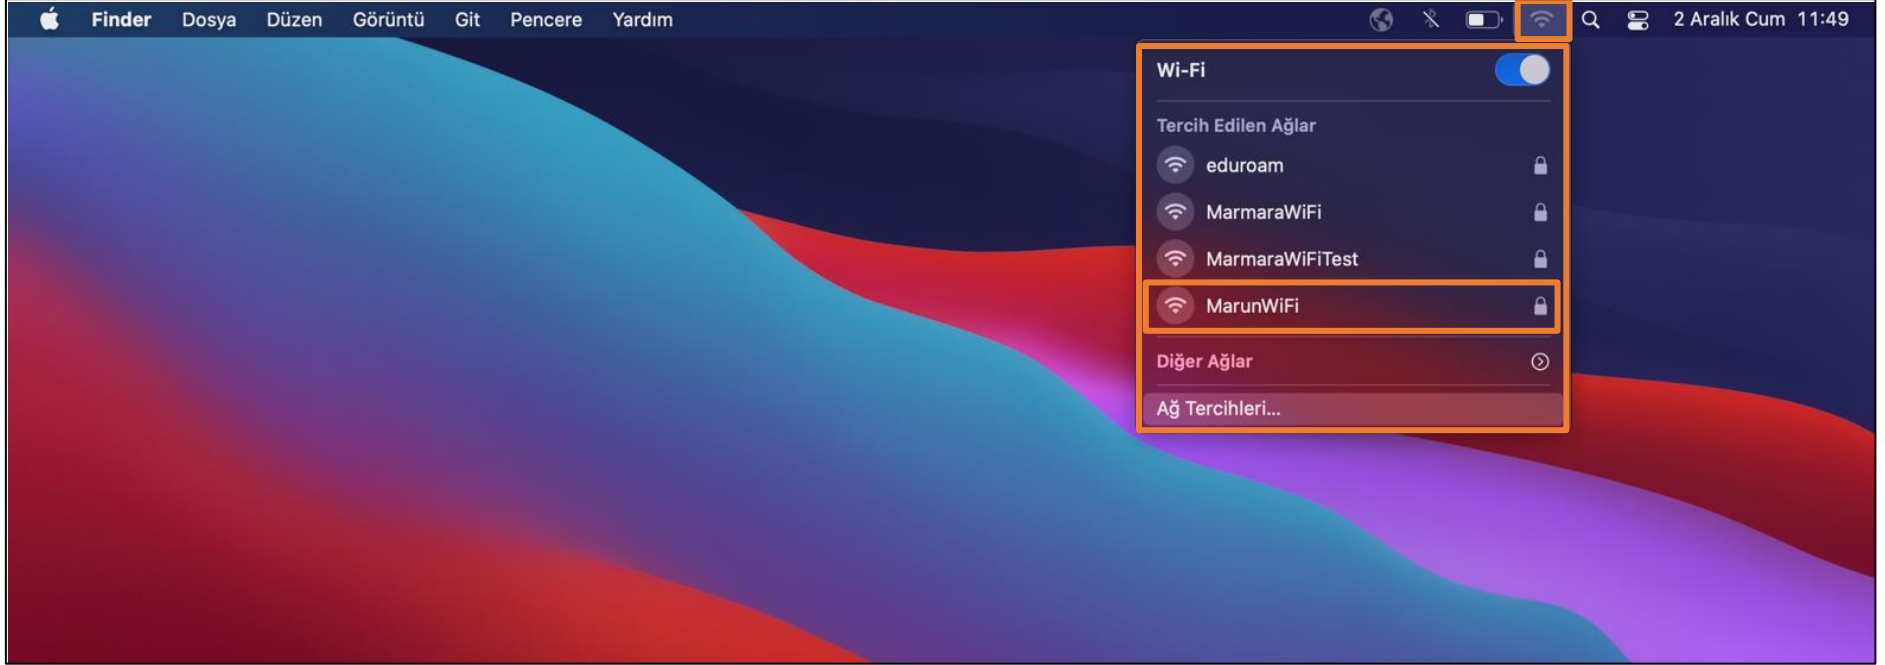 Finder Dosya Düzen Görüntü Git Pencere Yardım 2 Aralık Cum 11:49
Wi-Fi
Tercih Edilen Ağlar
eduroam
MarmaraWiFi
MarmaraWiFiTest
MarunWiFi
Diğer Ağlar
Ağ Tercihleri...